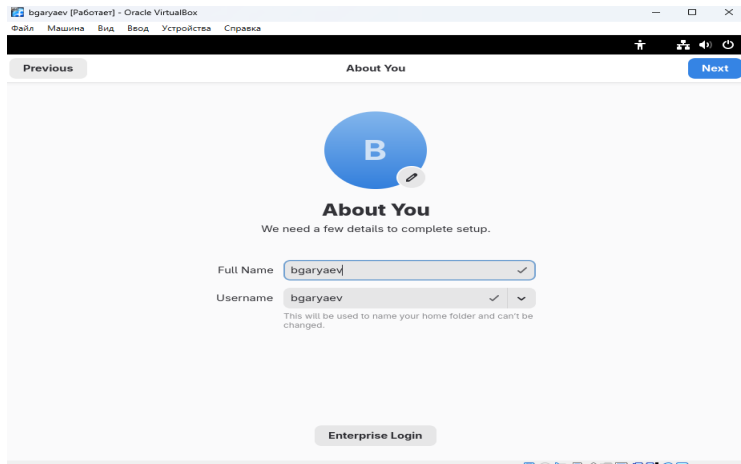 bgaryaev [Работает] - Oracle VirtualBox
Файл Машина Вид Ввод Устройства Справка
Previous About You Next
B
About You
We need a few details to complete setup.
Full Name bgaryaev
Username bgaryaev
This will be used to name your home folder and can't be
changed.
Enterprise Login